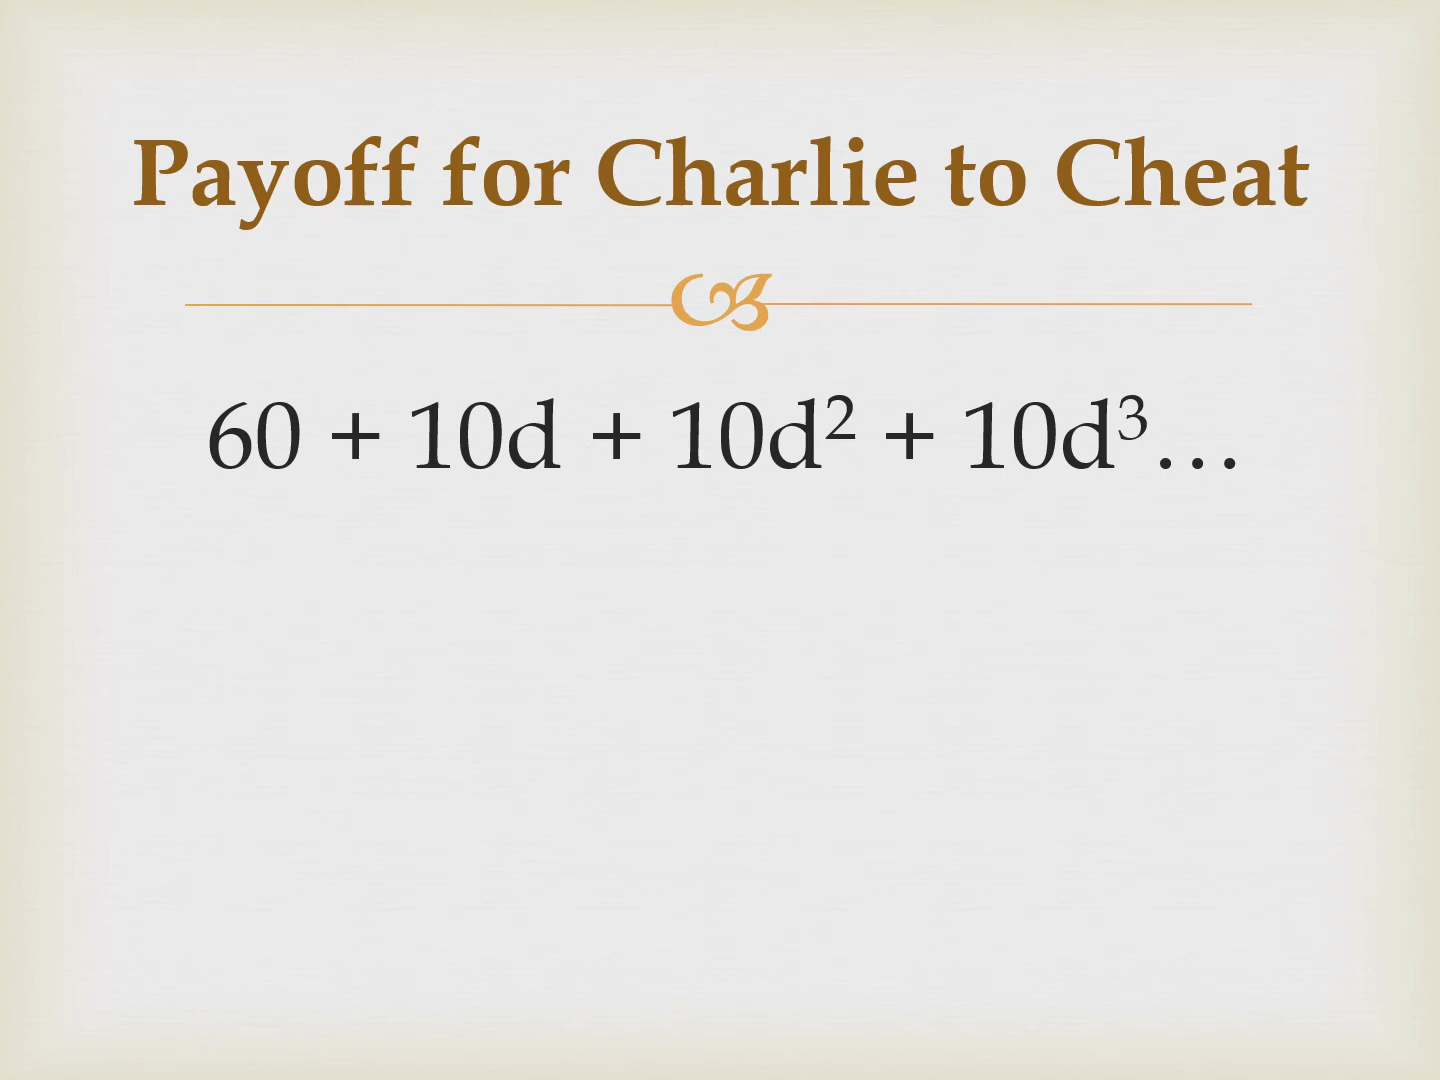 Payoff for Charlie to Cheat
60 + 10d + 10d² + 10d³…